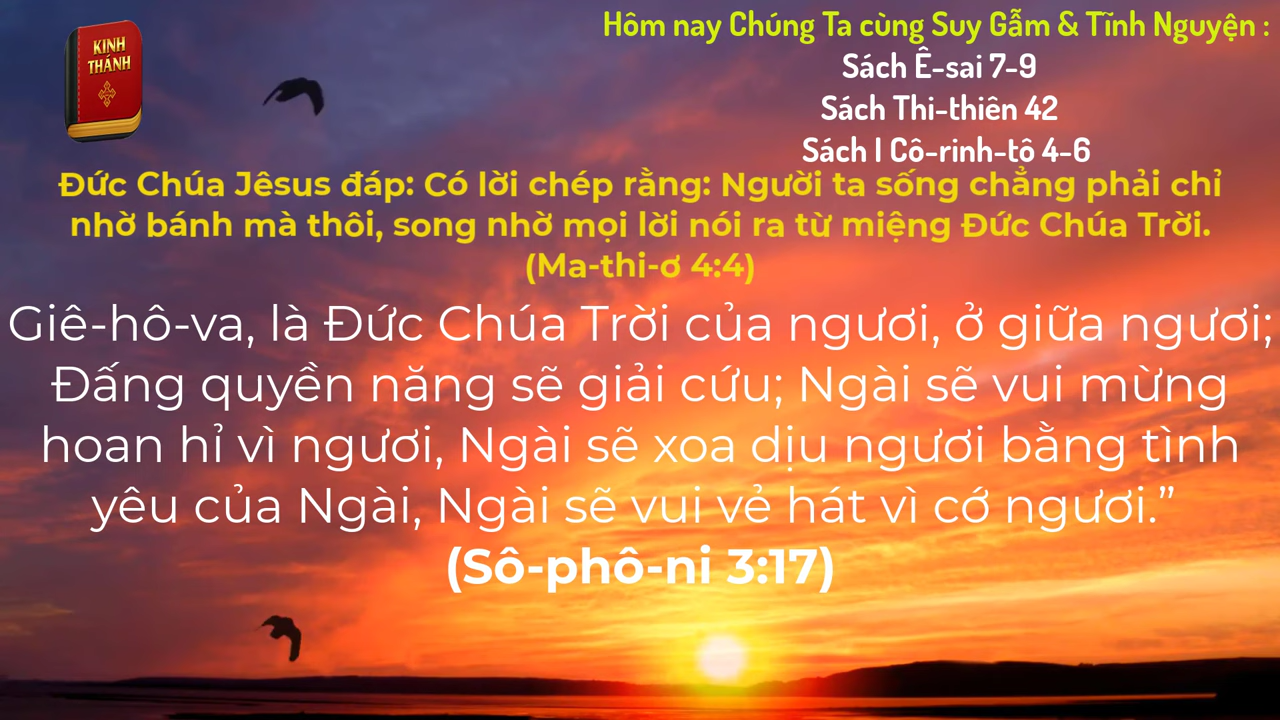 KINH
THÁNH
Hôm nay Chúng Ta cùng Suy Gẫm & Tĩnh Nguyện :
Sách Ê-sai 7-9
Sách Thi-thiên 42
Sách I Cô-rinh-tô 4-6
Đức Chúa Jêsus đáp: Có lời chép rằng: Người ta sống chẳng phải chỉ
nhờ bánh mà thôi, song nhờ mọi lời nói ra từ miệng Đức Chúa Trời.
(Ma-thi-ơ 4:4)
Giê-hô-va, là Đức Chúa Trời của ngươi, ở giữa ngươi;
Đấng quyền năng sẽ giải cứu; Ngài sẽ vui mừng
hoan hỉ vì ngươi, Ngài sẽ xoa dịu ngươi bằng tình
yêu của Ngài, Ngài sẽ vui vẻ hát vì cớ ngươi.”
(Sô-phô-ni 3:17)